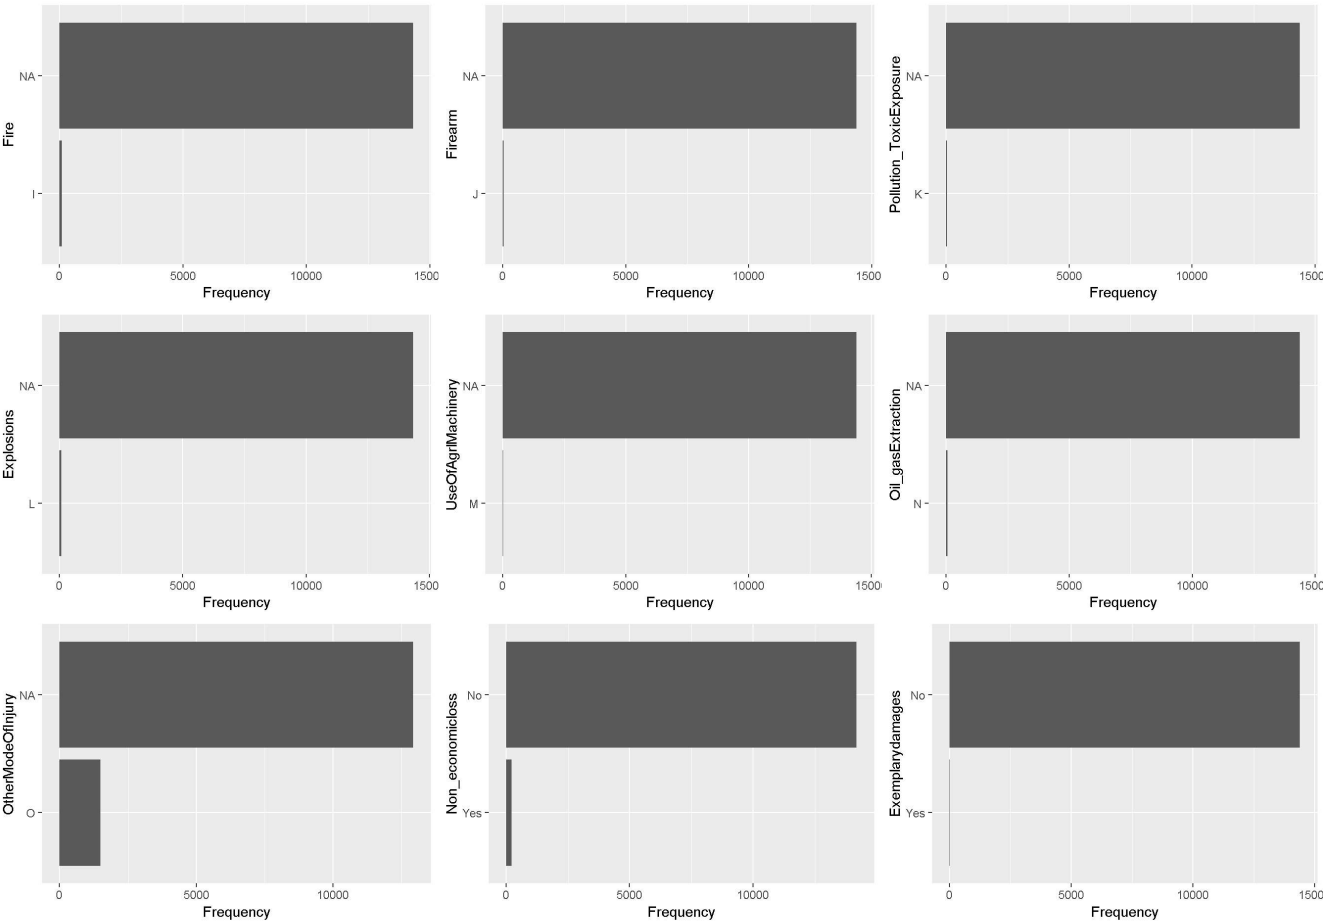 Fire
NA
I
0 5000 10000 1500
Frequency
Firearm
NA
J
0 5000 10000 1500
Frequency
Pollution_ToxicExposure
NA
K
0 5000 10000 1500
Frequency
Explosions
NA
L
0 5000 10000 1500
Frequency
UseOfAgrlMachinery
NA
M
0 5000 10000 1500
Frequency
Oil_gasExtraction
NA
N
0 5000 10000 1500
Frequency
OtherModeOfInjury
NA
O
0 5000 10000
Frequency
Non_economicloss
No
Yes
0 5000 10000
Frequency
Exemplarydamages
No
Yes
0 5000 10000 1500
Frequency